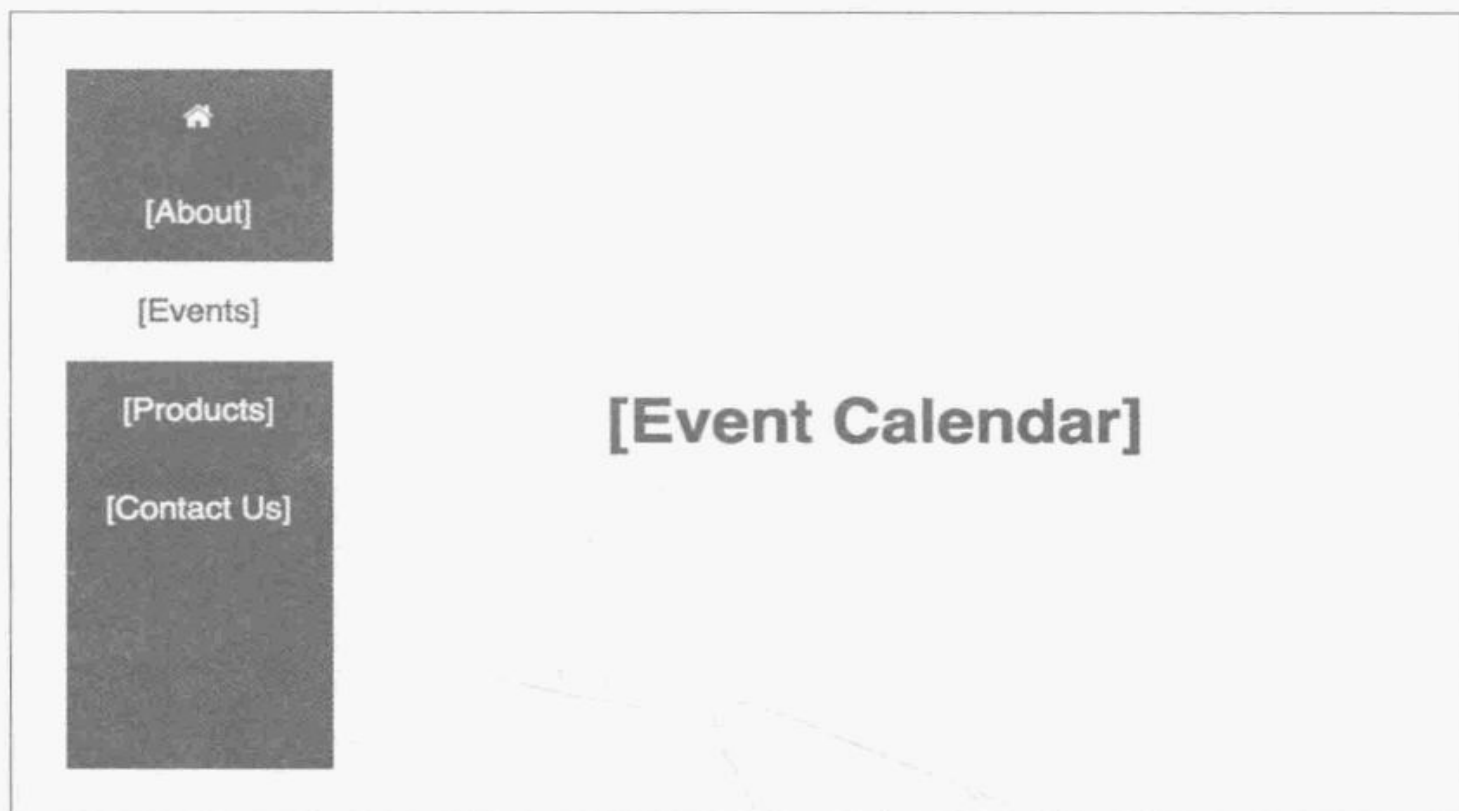 [About]
[Events]
[Products]
[Event Calendar]
[Contact Us]